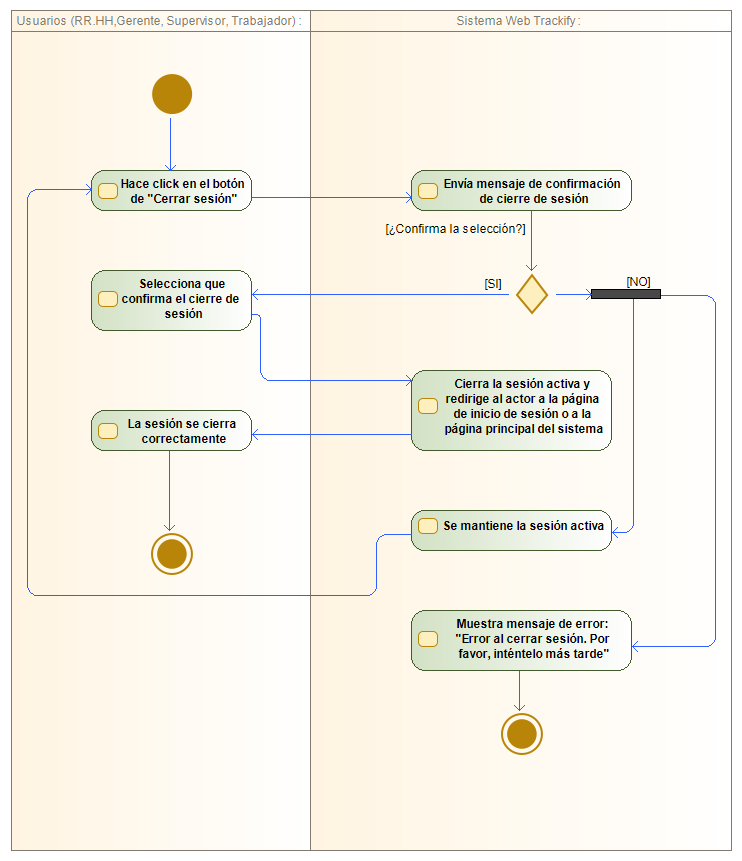 Usuarios (RR.HH,Gerente, Supervisor, Trabajador) :
Sistema Web Trackify :
Hace click en el botón
de "Cerrar sesión"
Envía mensaje de confirmación
de cierre de sesión
[¿Confirma la selección?]
[SI]
[NO]
Selecciona que
confirma el cierre de
sesión
Cierra la sesión activa y
redirige al actor a la página
de inicio de sesión o a la
página principal del sistema
La sesión se cierra
correctamente
Se mantiene la sesión activa
Muestra mensaje de error:
"Error al cerrar sesión. Por
favor, inténtelo más tarde"